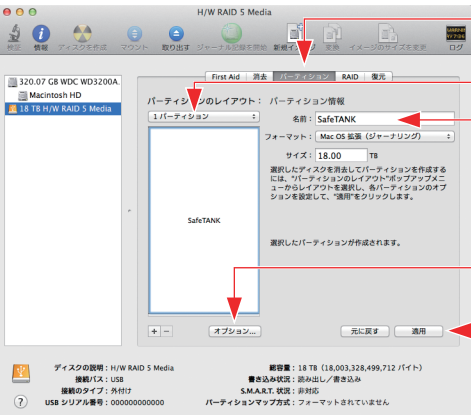 H/W RAID 5 Media
検証
情報
ディスクを作成
マウント
取り出す
ジャーナル記録を開始
新規イメージ
変換
イメージのサイズを変更
ログ
320.07 GB WDC WD3200A
Macintosh HD
18 TB H/W RAID 5 Media
First Aid
消去
パーティション
RAID
復元
パーティションのレイアウト：
パーティション情報
1 パーティション
名前： SafeTANK
フォーマット： Mac OS 拡張（ジャーナリング）
サイズ： 18.00 TB
選択したディスクを消去してパーティションを作成する
には、"パーティションのレイアウト"ポップアップメニ
ューからレイアウトを選択し、各パーティションのオプ
ションを設定して、"適用"をクリックします。
SafeTANK
選択したパーティションが作成されます。
+ −
オプション...
元に戻す
適用
ディスクの説明：H/W RAID 5 Media
総容量：18 TB（18,003,328,499,712 バイト）
接続バス：USB
書き込み状況：読み出し／書き込み
接続のタイプ：外付け
S.M.A.R.T. 状況：非対応
USB シリアル番号：000000000000
パーティションマップ方式：フォーマットされていません
?